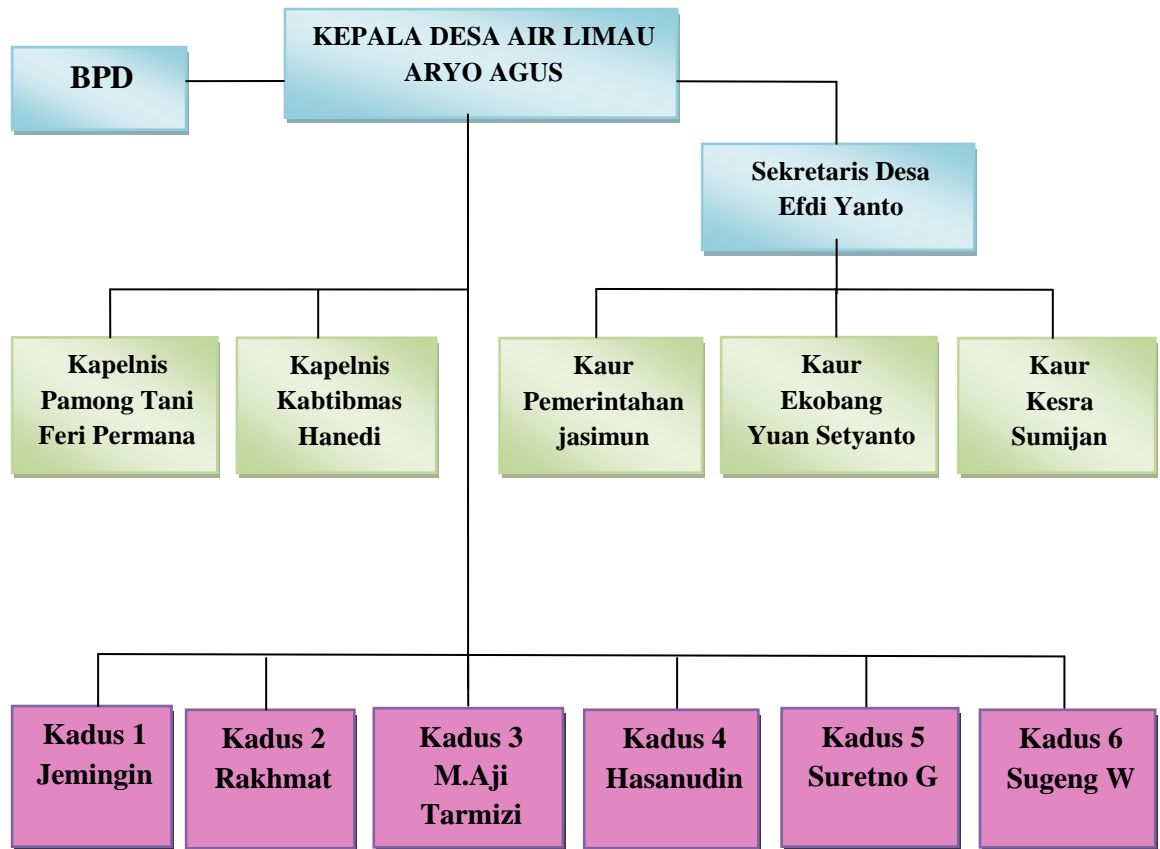 KEPALA DESA AIR LIMAU
ARYO AGUS
BPD
Sekretaris Desa
Efdi Yanto
Kapelnis
Pamong Tani
Feri Permana
Kapelnis
Kabtibmas
Hanedi
Kaur
Pemerintahan
jasimun
Kaur
Ekobang
Yuan Setyanto
Kaur
Kesra
Sumijan
Kadus 1
Jemingin
Kadus 2
Rakhmat
Kadus 3
M.Aji
Tarmizi
Kadus 4
Hasanudin
Kadus 5
Suretno G
Kadus 6
Sugeng W